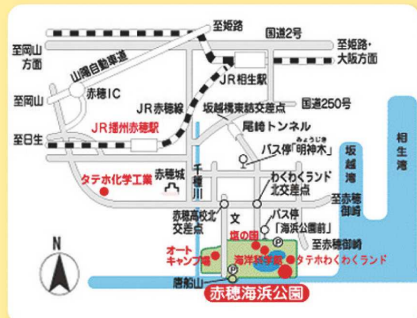 至姫路
国道2号
至岡山
方面
山陽自動車道
JR相生駅
至姫路・
大阪方面
至岡山
赤穂IC
JR赤穂線
坂越橋東詰交差点
国道250号
至日生
JR播州赤穂駅
尾崎トンネル
みょうじぎ
バス停「明神木」
坂越湾
相生湾
タテホ化学工業
赤穂城
千種川
わくわくランド
北交差点
至赤穂
御崎
赤穂高校北
交差点
文
バス停
「海浜公園前」
至赤穂御崎
N
塩の国
P
オート
キャンプ場
海洋科学館
タテホわくわくランド
P
唐船山
赤穂海浜公園